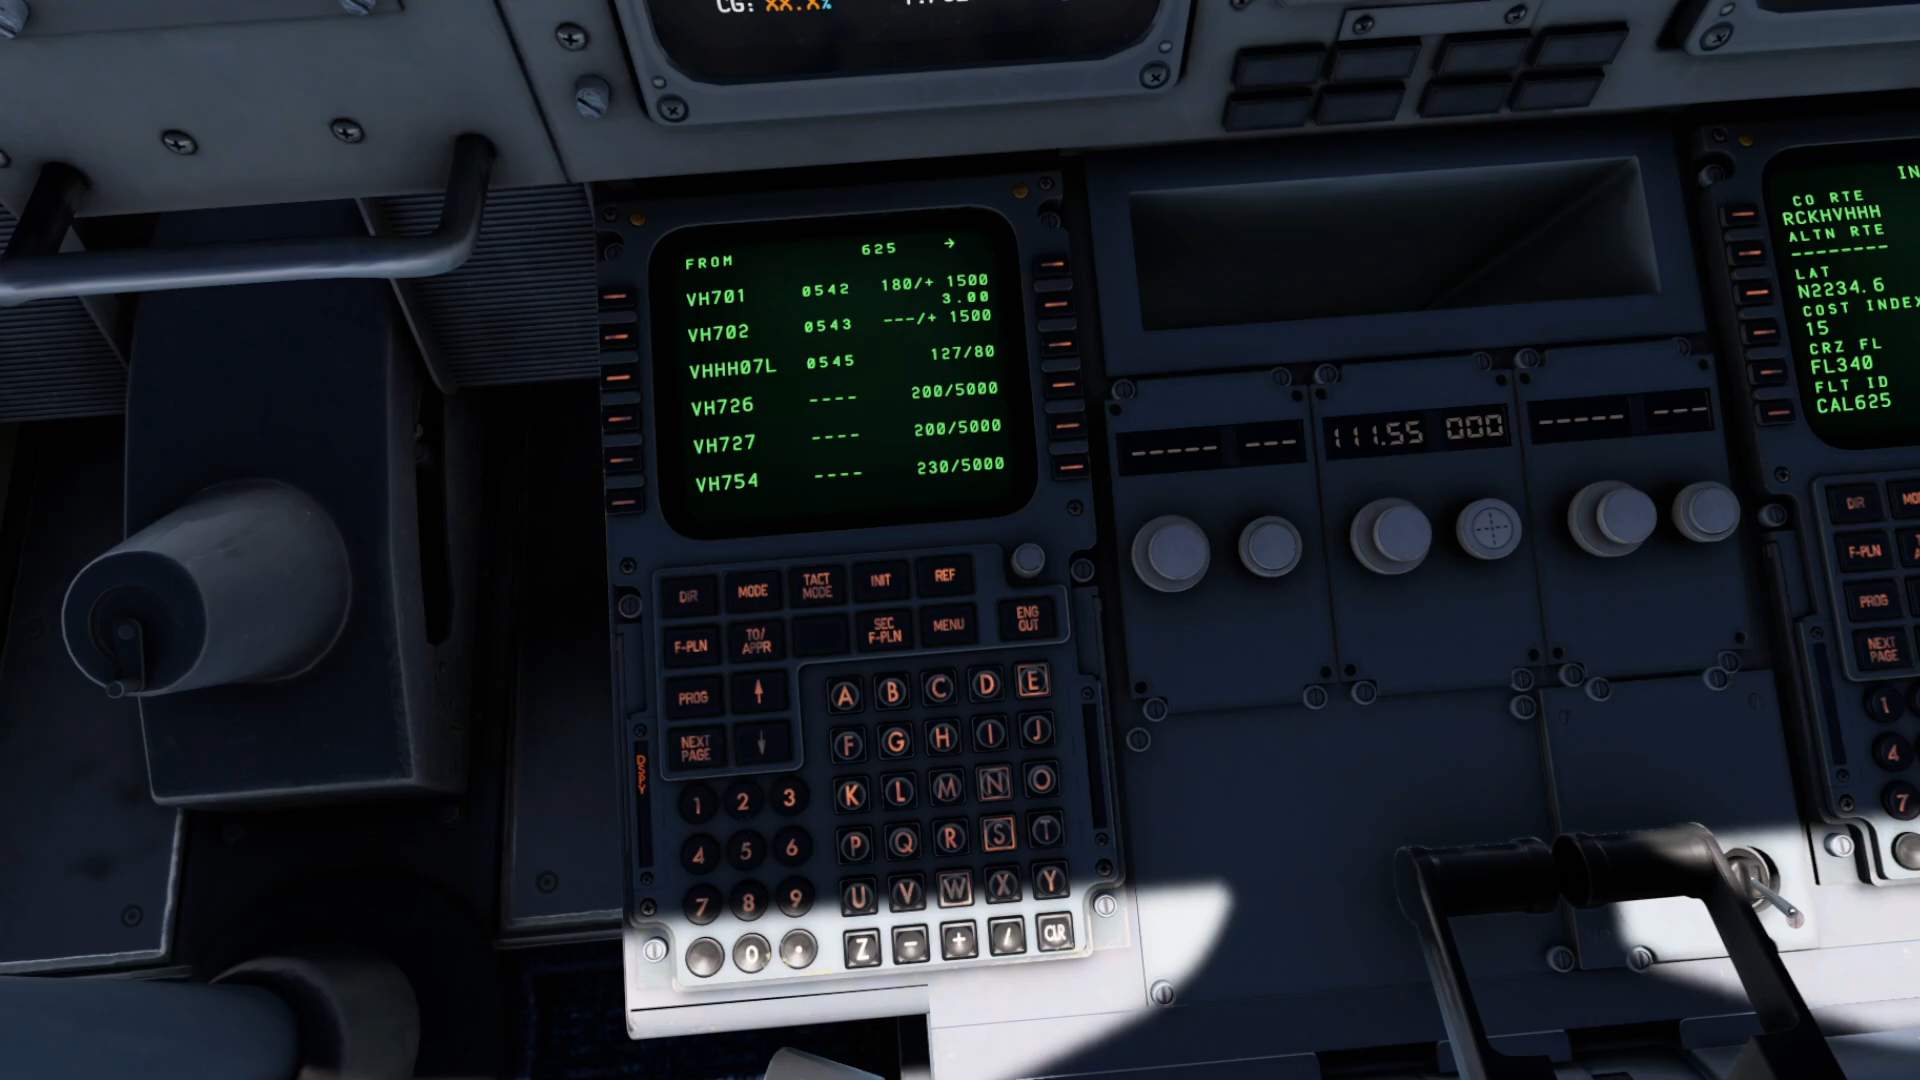 CG: XX.X%
FROM 625 →
VH701 0542 180/+ 1500
3.00
VH702 0543 ---/+ 1500
VHHH07L 0545 127/80
VH726 ---- 200/5000
VH727 ---- 200/5000
VH754 ---- 230/5000
DIR MODE TACT MODE INIT REF
F-PLN TO/ APPR SEC F-PLN MENU ENG OUT
PROG ↑
NEXT PAGE ↓
A B C D E
F G H I J
K L M N O
P Q R S T
U V W X Y
Z - + / CLR
1 2 3
4 5 6
7 8 9
0 .
DSPY
----- ---
111.55 000
----- ---
IN
CO RTE
RCKHVHHH
ALTN RTE
-------
LAT
N2234.6
COST INDEX
15
CRZ FL
FL340
FLT ID
CAL625
DIR
F-PLN
PROG
NEXT PAGE
1
4
7